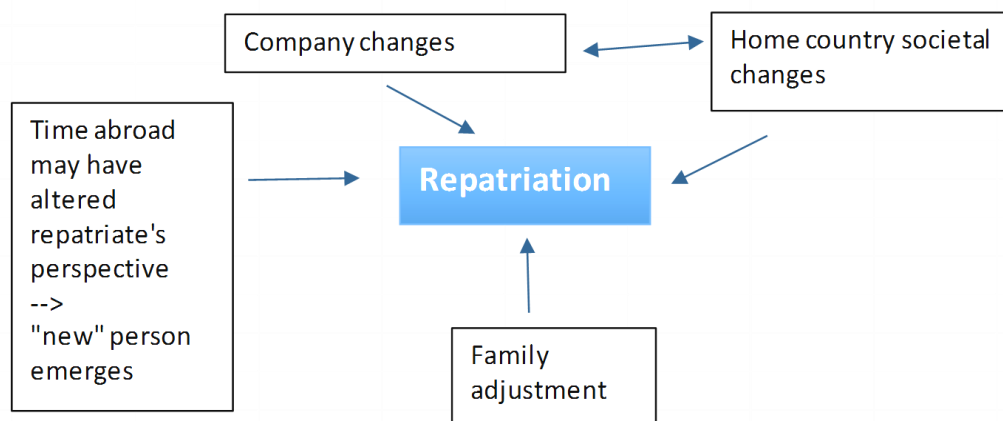 Company changes
Home country societal
changes
Time abroad
may have
altered
repatriate's
perspective
-->
"new" person
emerges
Repatriation
Family
adjustment